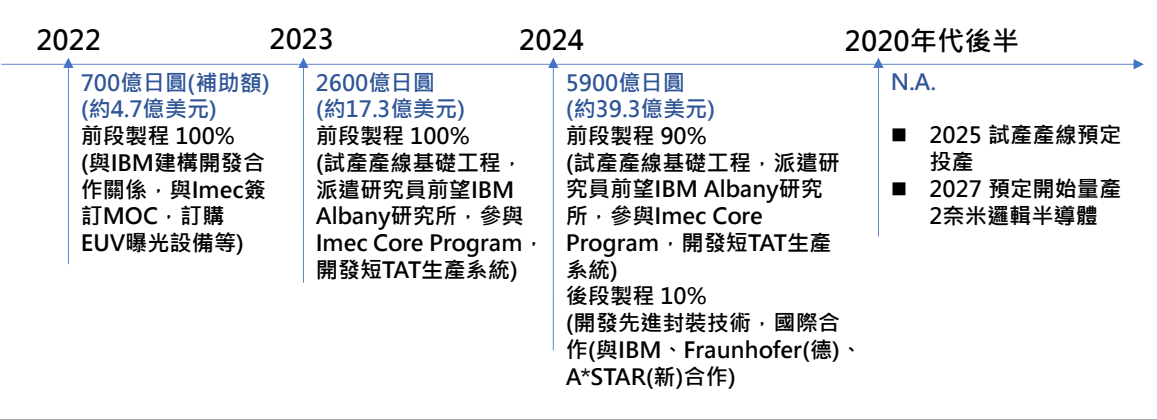 2022
2023
2024
2020年代後半
700億日圓(補助額)
(約4.7億美元)
前段製程 100%
(與IBM建構開發合
作關係，與Imec簽
訂MOC，訂購
EUV曝光設備等)
2600億日圓
(約17.3億美元)
前段製程 100%
(試產產線基礎工程，
派遣研究員前望IBM
Albany研究所，參與
Imec Core Program，
開發短TAT生產系統)
5900億日圓
(約39.3億美元)
前段製程 90%
(試產產線基礎工程，派遣研
究員前望IBM Albany研究
所，參與Imec Core
Program，開發短TAT生產
系統)
後段製程 10%
(開發先進封裝技術，國際合
作(與IBM、Fraunhofer(德)、
A*STAR(新)合作)
N.A.
■ 2025 試產產線預定
投產
■ 2027 預定開始量產
2奈米邏輯半導體